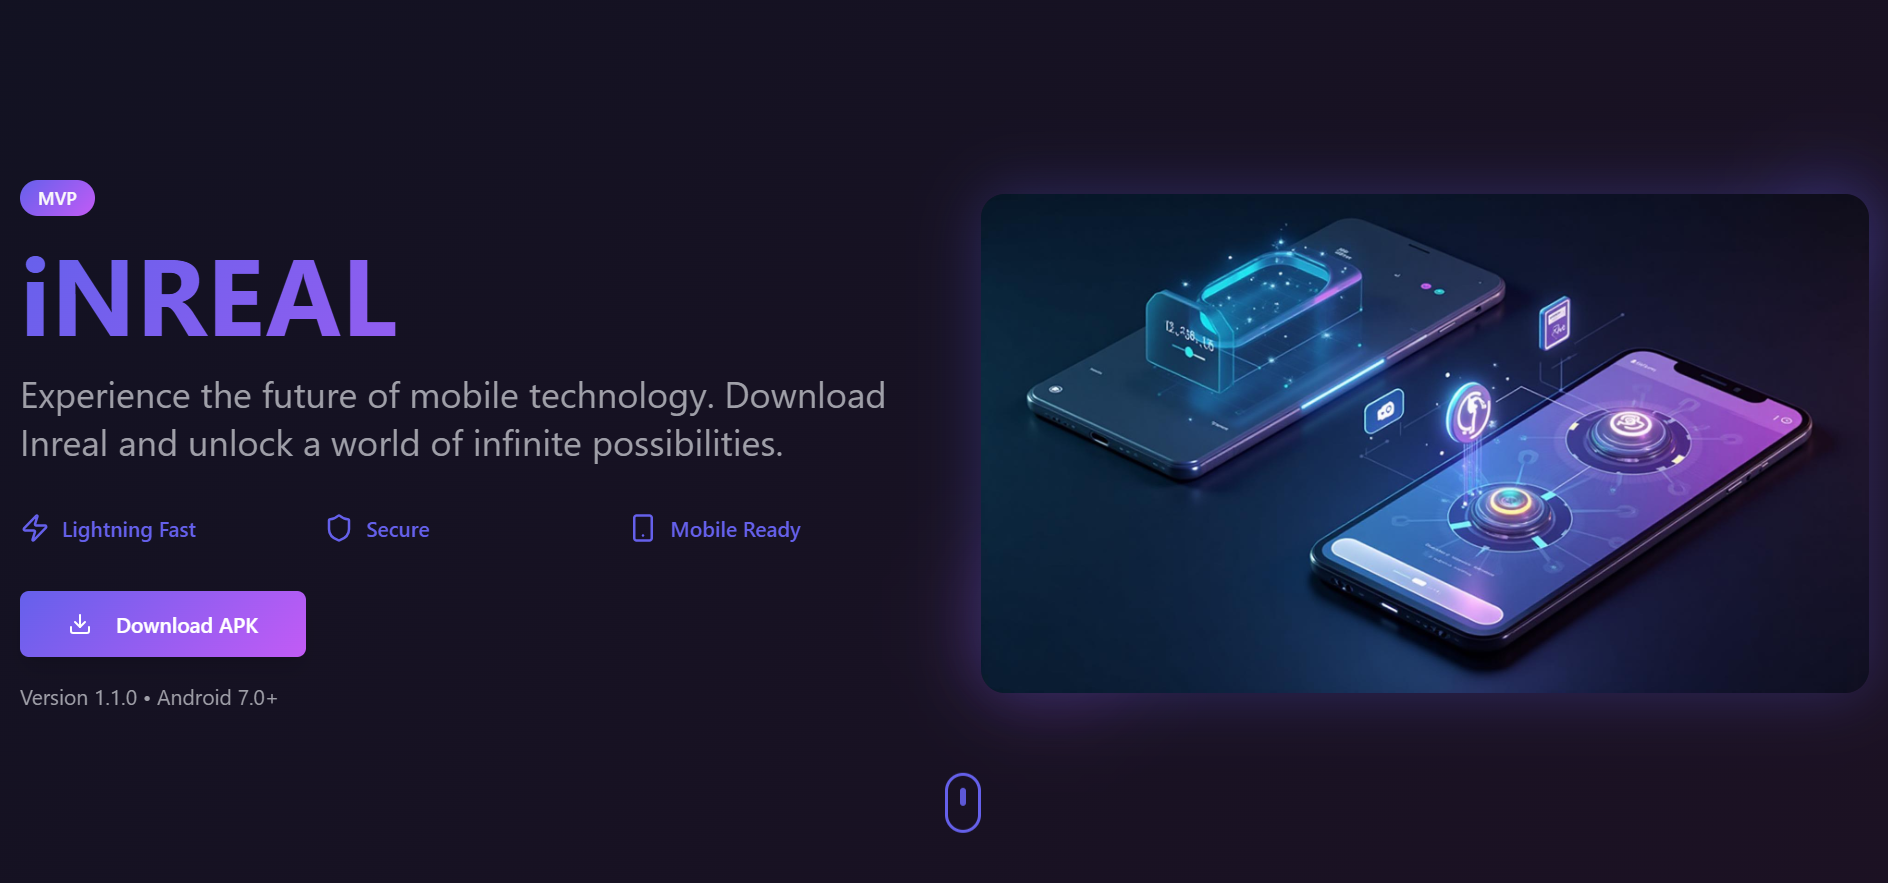 MVP
iNREAL
Experience the future of mobile technology. Download
Inreal and unlock a world of infinite possibilities.
Lightning Fast
Secure
Mobile Ready
Download APK
Version 1.1.0 • Android 7.0+